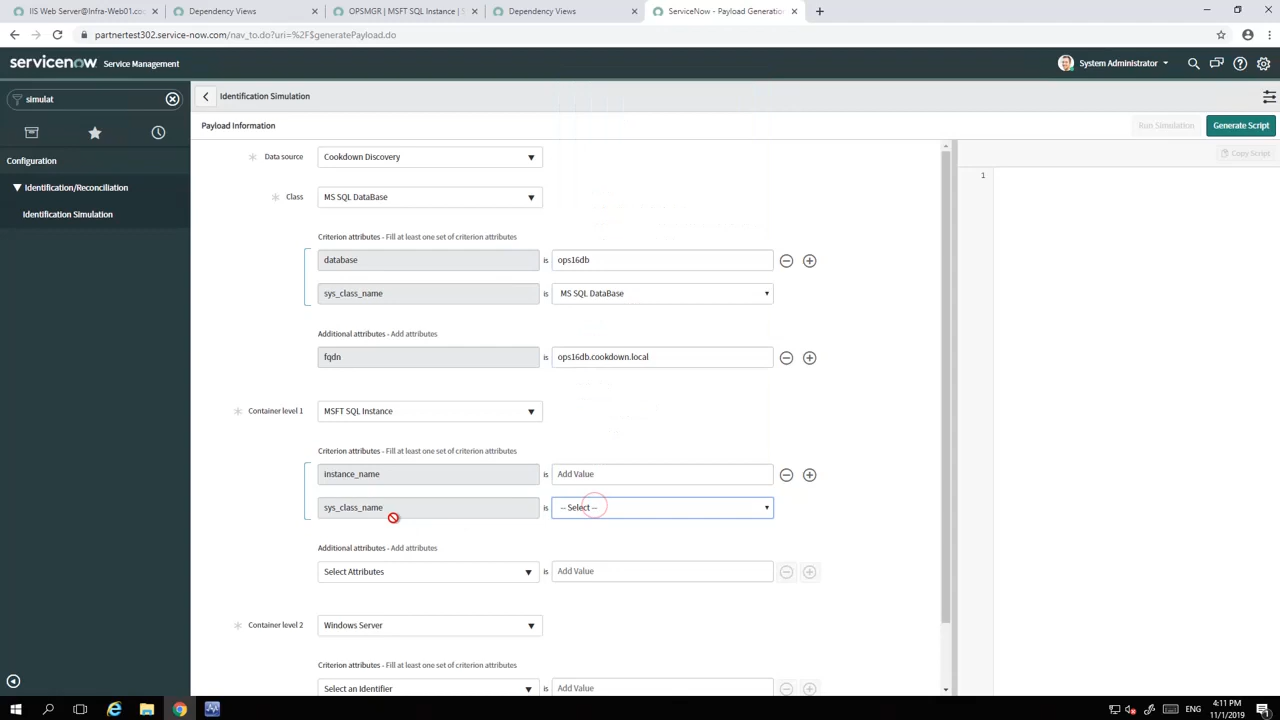 IIS Web Server@Infra-Web01.co
Dependency Views
OPSMGR | MSFT SQL Instance | S
Dependency Views
ServiceNow - Payload Generation
partnertest302.service-now.com/nav_to.do?uri=%2F$generatePayload.do
servicenow Service Management
System Administrator
simulat
Identification Simulation
Payload Information
Run Simulation
Generate Script
Configuration
Copy Script
Data source
Cookdown Discovery
1
Identification/Reconciliation
Class
MS SQL DataBase
Identification Simulation
Criterion attributes - Fill at least one set of criterion attributes
database is ops16db
sys_class_name is MS SQL DataBase
Additional attributes - Add attributes
fqdn is ops16db.cookdown.local
Container level 1
MSFT SQL Instance
Criterion attributes - Fill at least one set of criterion attributes
instance_name is Add Value
sys_class_name is -- Select --
Additional attributes - Add attributes
Select Attributes is Add Value
Container level 2
Windows Server
Criterion attributes - Fill at least one set of criterion attributes
Select an Identifier is Add Value
ENG
4:11 PM
11/1/2019